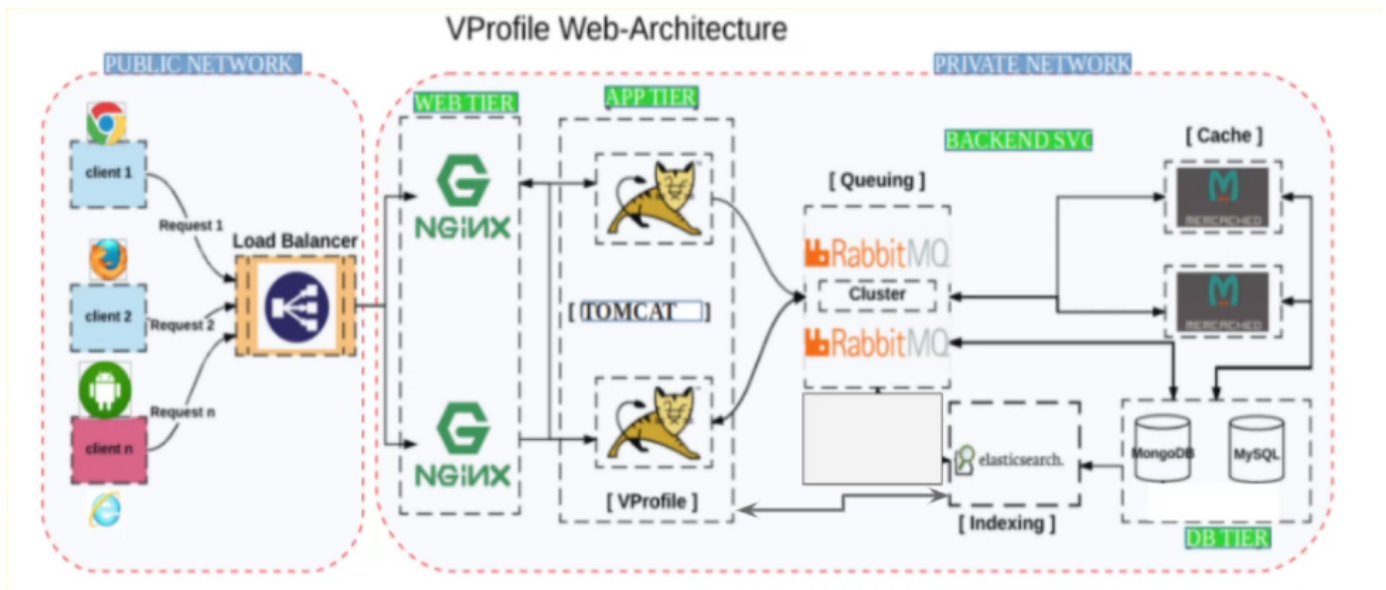 VProfile Web-Architecture
PUBLIC NETWORK
PRIVATE NETWORK
WEB TIER
APP TIER
BACKEND SVC
[ Cache ]
client 1
Request 1
NGINX
[ Queuing ]
MEMCACHED
Load Balancer
RabbitMQ
Cluster
client 2
Request 2
[ TOMCAT ]
MEMCACHED
RabbitMQ
Request n
client n
NGINX
elasticsearch.
MongoDB
MySQL
[ VProfile ]
[ Indexing ]
DB TIER